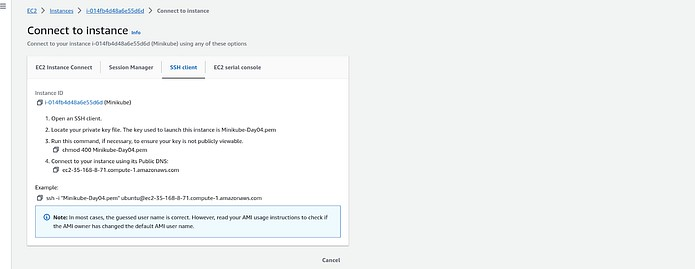 EC2 > Instances > i-014fb4d48a6e55d6d > Connect to instance
Connect to instance Info
Connect to your instance i-014fb4d48a6e55d6d (Minikube) using any of these options
EC2 Instance Connect Session Manager SSH client EC2 serial console
Instance ID
i-014fb4d48a6e55d6d (Minikube)
1. Open an SSH client.
2. Locate your private key file. The key used to launch this instance is Minikube-Day04.pem
3. Run this command, if necessary, to ensure your key is not publicly viewable.
chmod 400 Minikube-Day04.pem
4. Connect to your instance using its Public DNS:
ec2-35-168-8-71.compute-1.amazonaws.com
Example:
ssh -i "Minikube-Day04.pem" ubuntu@ec2-35-168-8-71.compute-1.amazonaws.com
Note: In most cases, the guessed user name is correct. However, read your AMI usage instructions to check if
the AMI owner has changed the default AMI user name.
Cancel